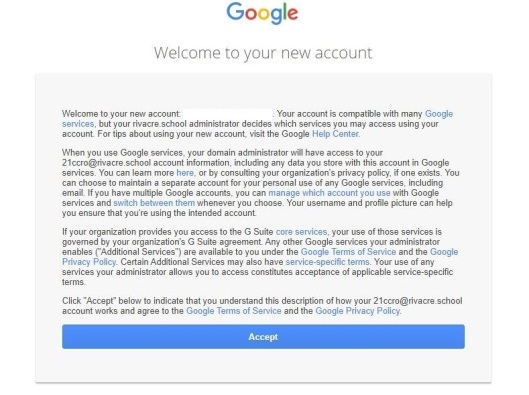 Google
Welcome to your new account
Welcome to your new account: . Your account is compatible with many Google
services, but your rivacre.school administrator decides which services you may access using your
account. For tips about using your new account, visit the Google Help Center.
When you use Google services, your domain administrator will have access to your
21ccro@rivacre.school account information, including any data you store with this account in Google
services. You can learn more here, or by consulting your organization's privacy policy, if one exists. You
can choose to maintain a separate account for your personal use of any Google services, including
email. If you have multiple Google accounts, you can manage which account you use with Google
services and switch between them whenever you choose. Your username and profile picture can help
you ensure that you're using the intended account.
If your organization provides you access to the G Suite core services, your use of those services is
governed by your organization's G Suite agreement. Any other Google services your administrator
enables ("Additional Services") are available to you under the Google Terms of Service and the Google
Privacy Policy. Certain Additional Services may also have service-specific terms. Your use of any
services your administrator allows you to access constitutes acceptance of applicable service-specific
terms.
Click "Accept" below to indicate that you understand this description of how your 21ccro@rivacre.school
account works and agree to the Google Terms of Service and the Google Privacy Policy.
Accept